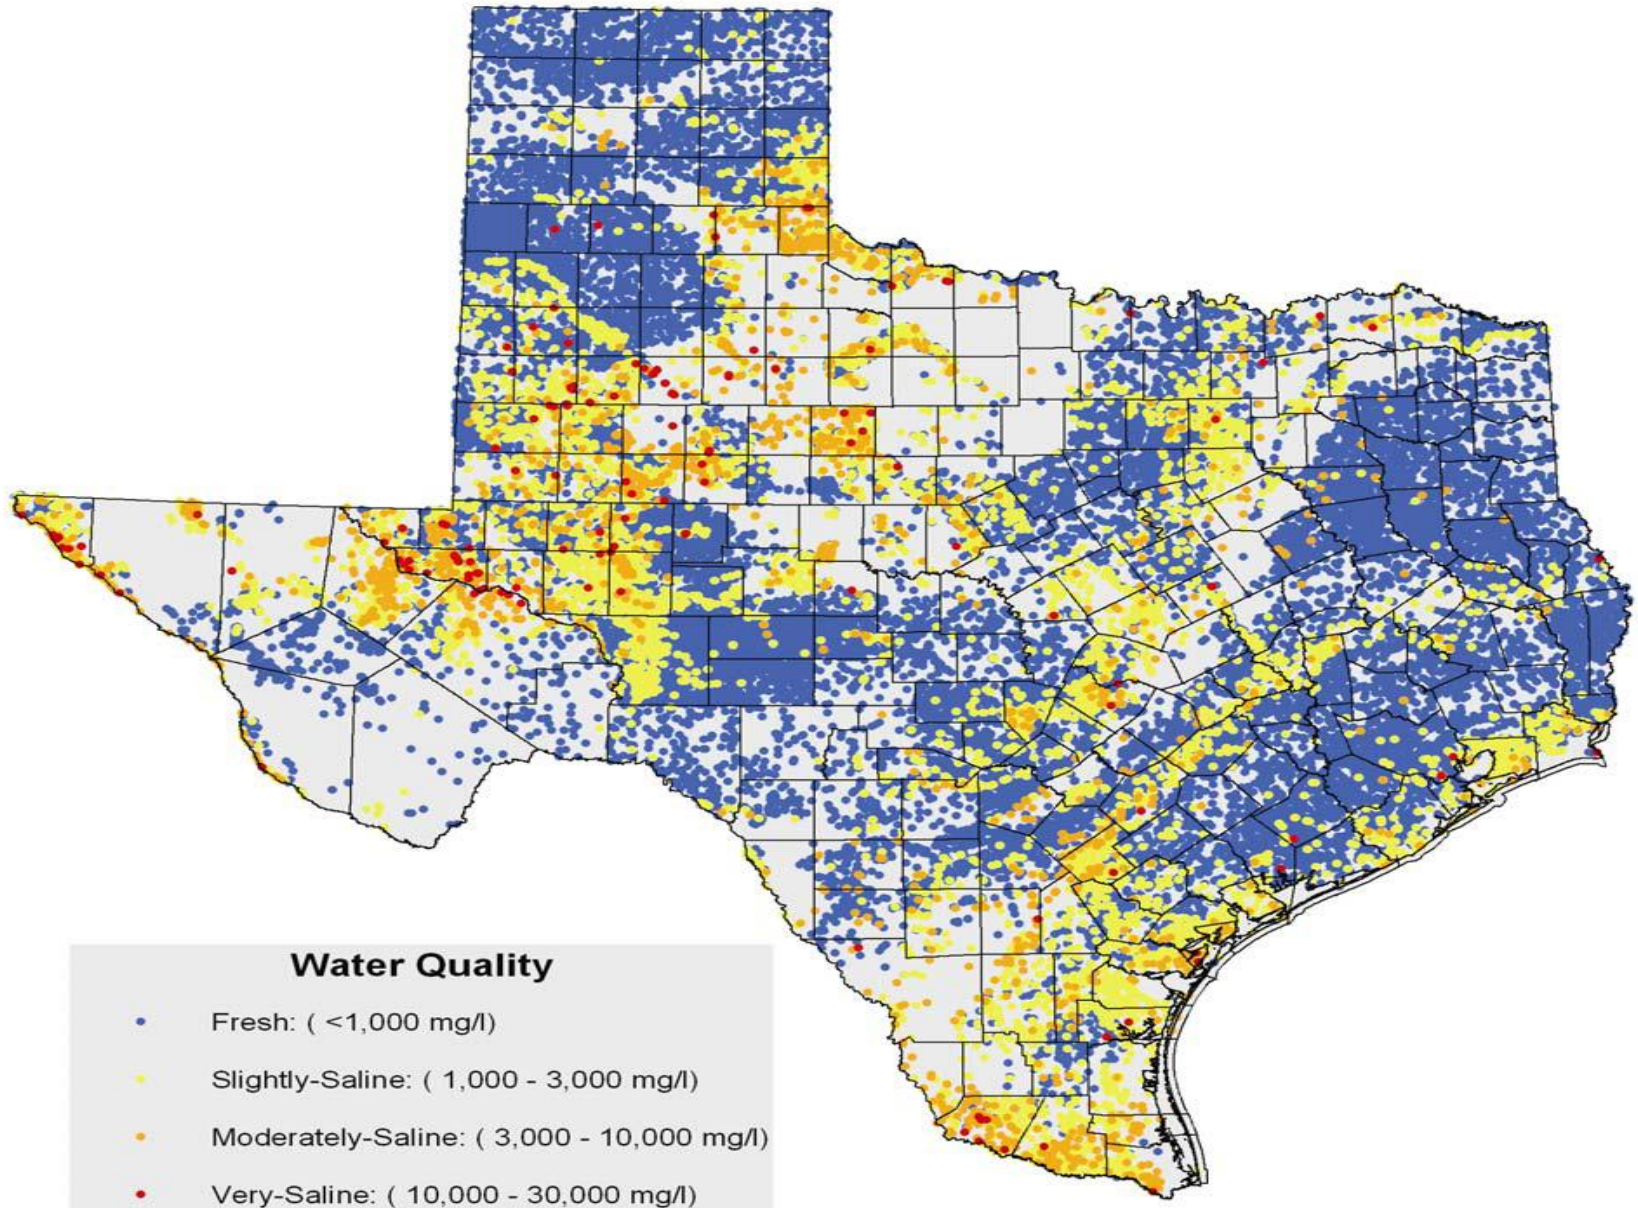 Water Quality
Fresh: ( <1,000 mg/l)
Slightly-Saline: ( 1,000 - 3,000 mg/l)
Moderately-Saline: ( 3,000 - 10,000 mg/l)
Very-Saline: ( 10,000 - 30,000 mg/l)